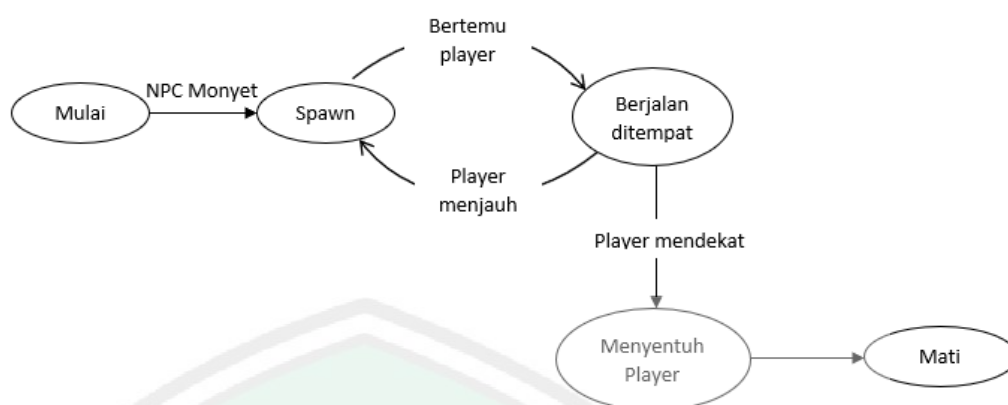 Bertemu
player
NPC Monyet
Mulai
Spawn
Berjalan
ditempat
Player
menjauh
Player mendekat
Menyentuh
Player
Mati